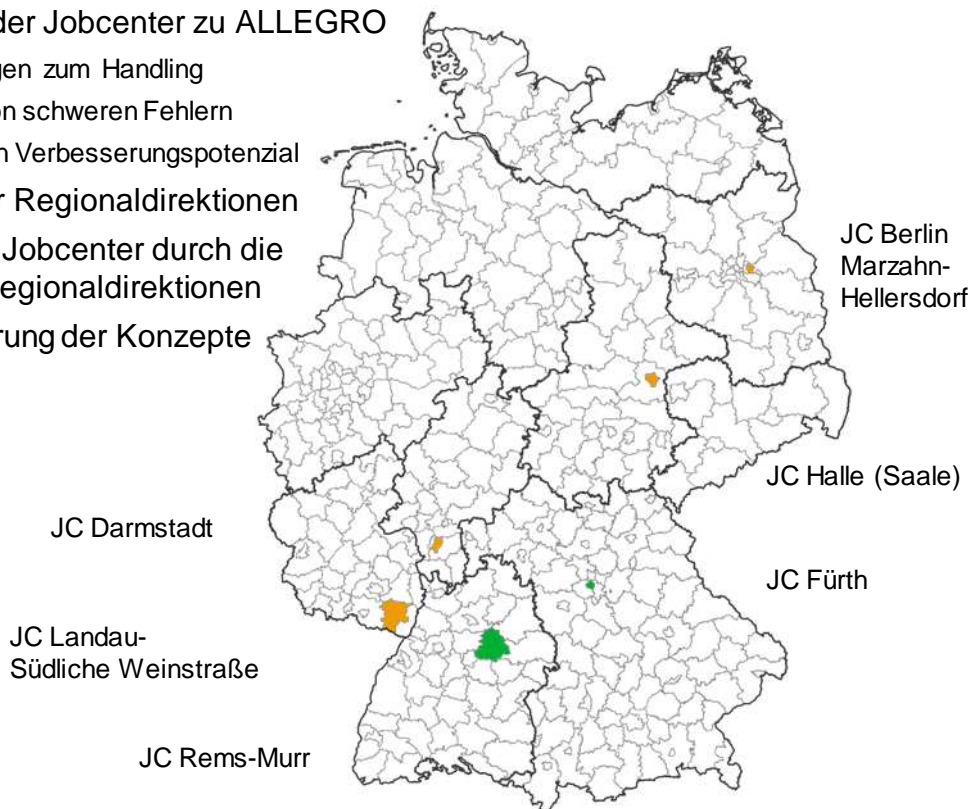 der Jobcenter zu ALLEGRO
gen zum Handling
on schweren Fehlern
n Verbesserungspotenzial
r Regionaldirektionen
Jobcenter durch die
egionaldirektionen
rung der Konzepte
JC Berlin
Marzahn-
Hellersdorf
JC Halle (Saale)
JC Darmstadt
JC Fürth
JC Landau-
Südliche Weinstraße
JC Rems-Murr